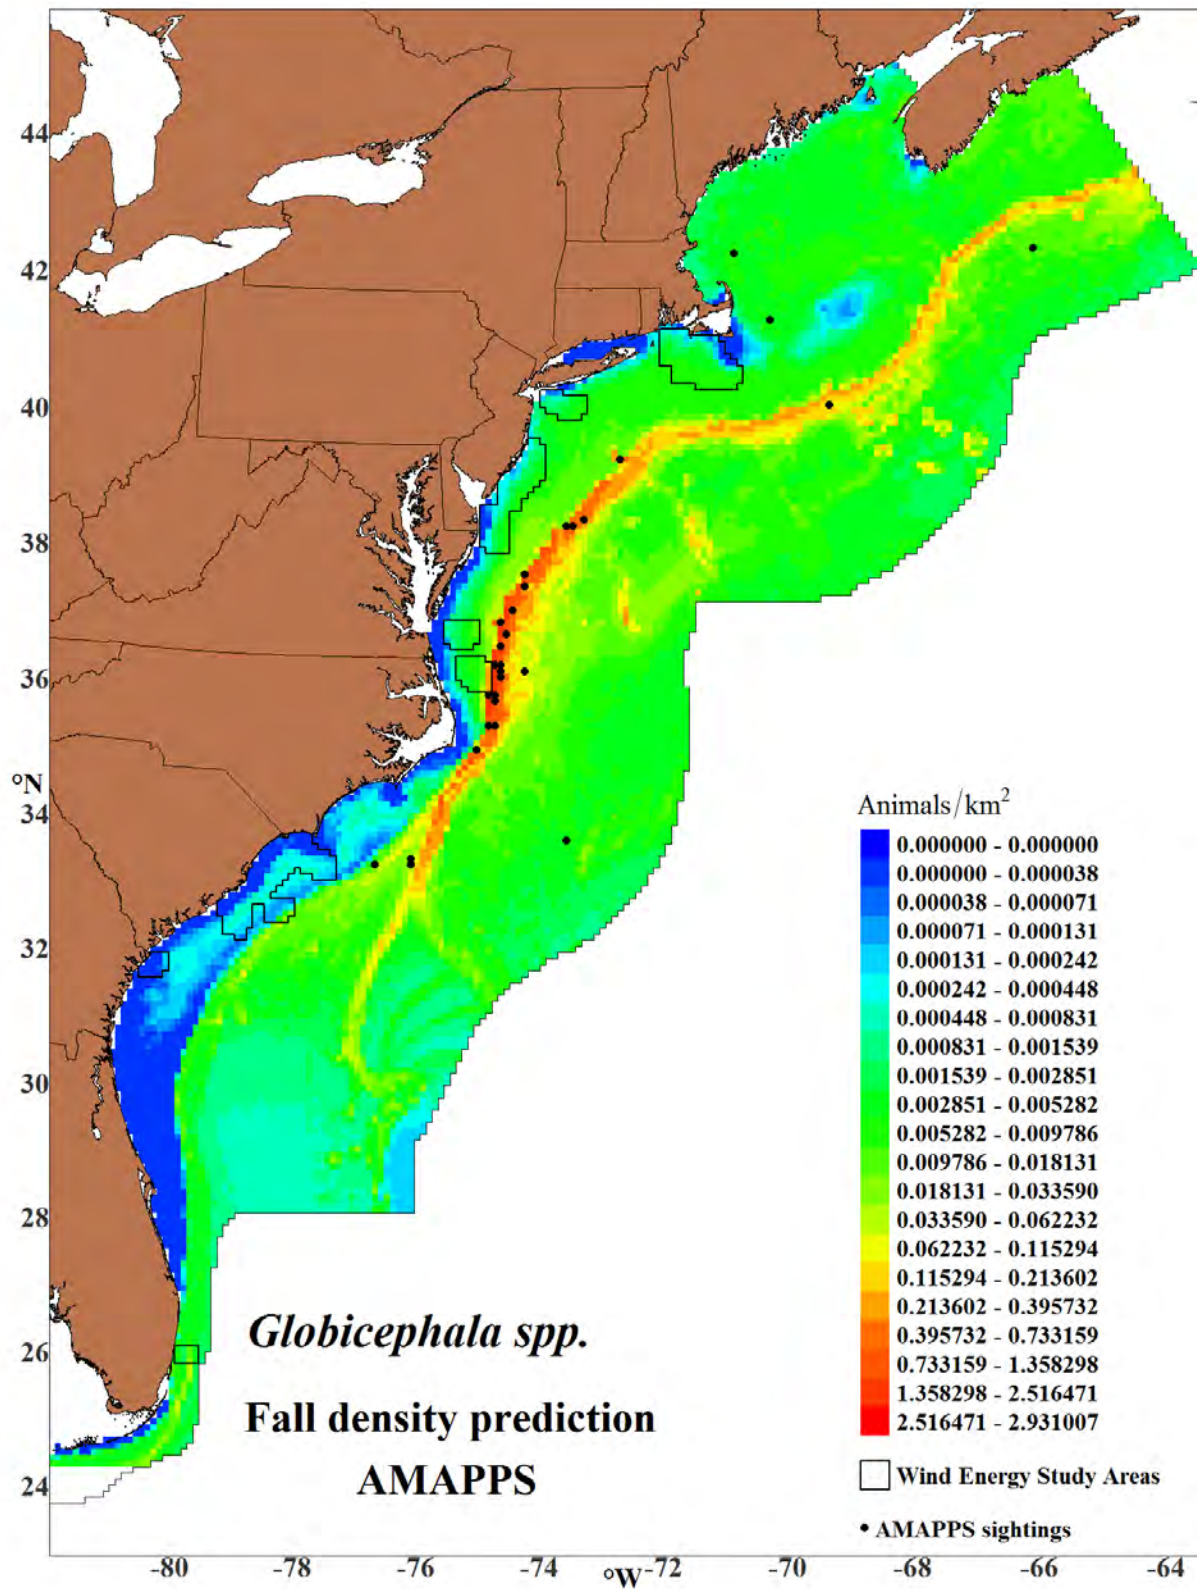 44
42
40
38
36
°N
34
32
30
28
26
24
Animals/km²
0.000000 - 0.000000
0.000000 - 0.000038
0.000038 - 0.000071
0.000071 - 0.000131
0.000131 - 0.000242
0.000242 - 0.000448
0.000448 - 0.000831
0.000831 - 0.001539
0.001539 - 0.002851
0.002851 - 0.005282
0.005282 - 0.009786
0.009786 - 0.018131
0.018131 - 0.033590
0.033590 - 0.062232
0.062232 - 0.115294
0.115294 - 0.213602
0.213602 - 0.395732
0.395732 - 0.733159
0.733159 - 1.358298
1.358298 - 2.516471
2.516471 - 2.931007
Wind Energy Study Areas
AMAPPS sightings
Globicephala spp.
Fall density prediction
AMAPPS
-80 -78 -76 -74 °W -72 -70 -68 -66 -64